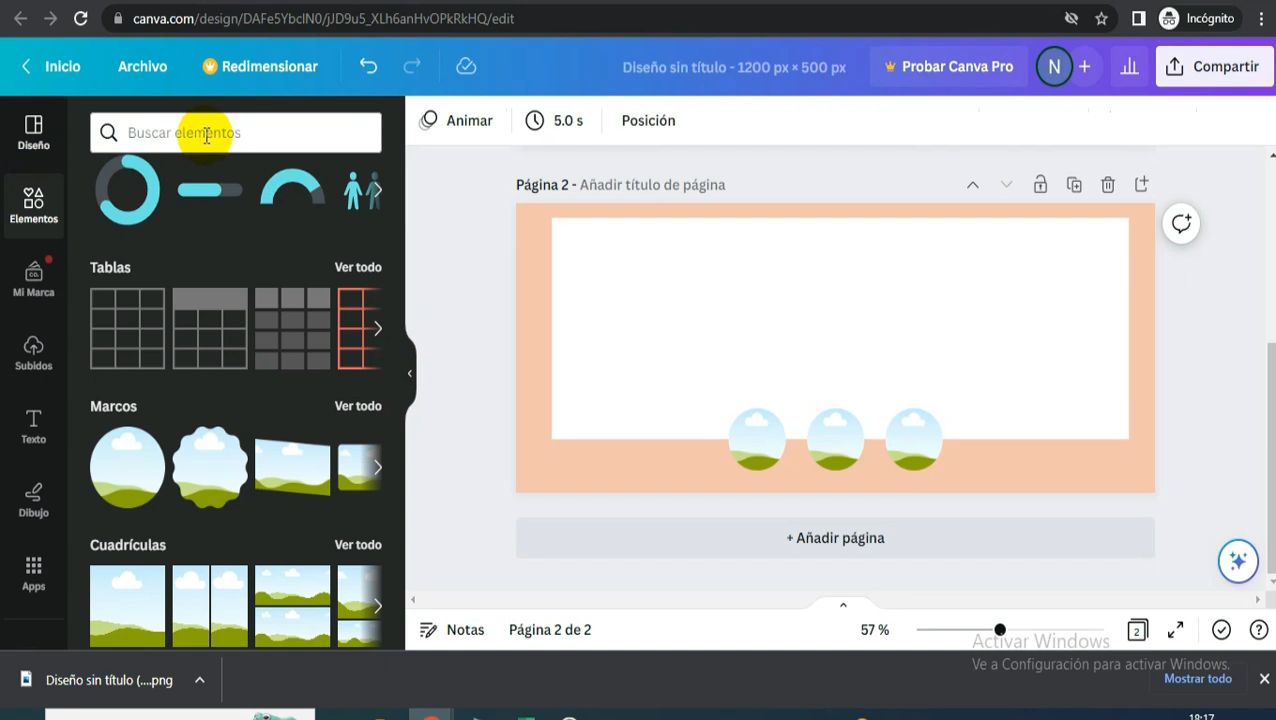 canva.com/design/DAFe5YbclN0/jJD9u5_XLh6anHvOPkRkHQ/edit
Incógnito
Inicio
Archivo
Redimensionar
Diseño sin título - 1200 px × 500 px
Probar Canva Pro
N
Compartir
Diseño
Elementos
Mi Marca
CO.
Subidos
Texto
Dibujo
Apps
Buscar elementos
Tablas
Ver todo
Marcos
Ver todo
Cuadrículas
Ver todo
Animar
5.0 s
Posición
Página 2 - Añadir título de página
+ Añadir página
Notas
Página 2 de 2
57 %
2
Activar Windows
Ve a Configuración para activar Windows.
Diseño sin título (....png
Mostrar todo
18:17